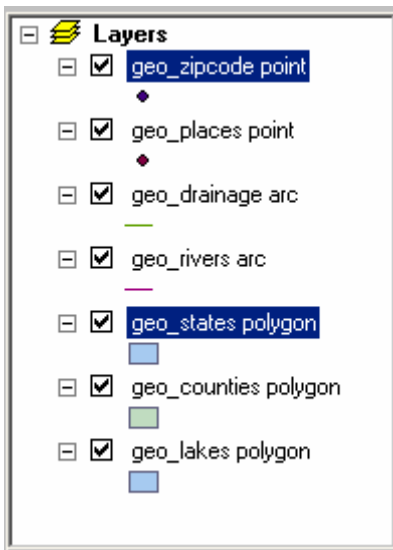 Layers
geo_zipcode point
geo_places point
geo_drainage arc
geo_rivers arc
geo_states polygon
geo_counties polygon
geo_lakes polygon